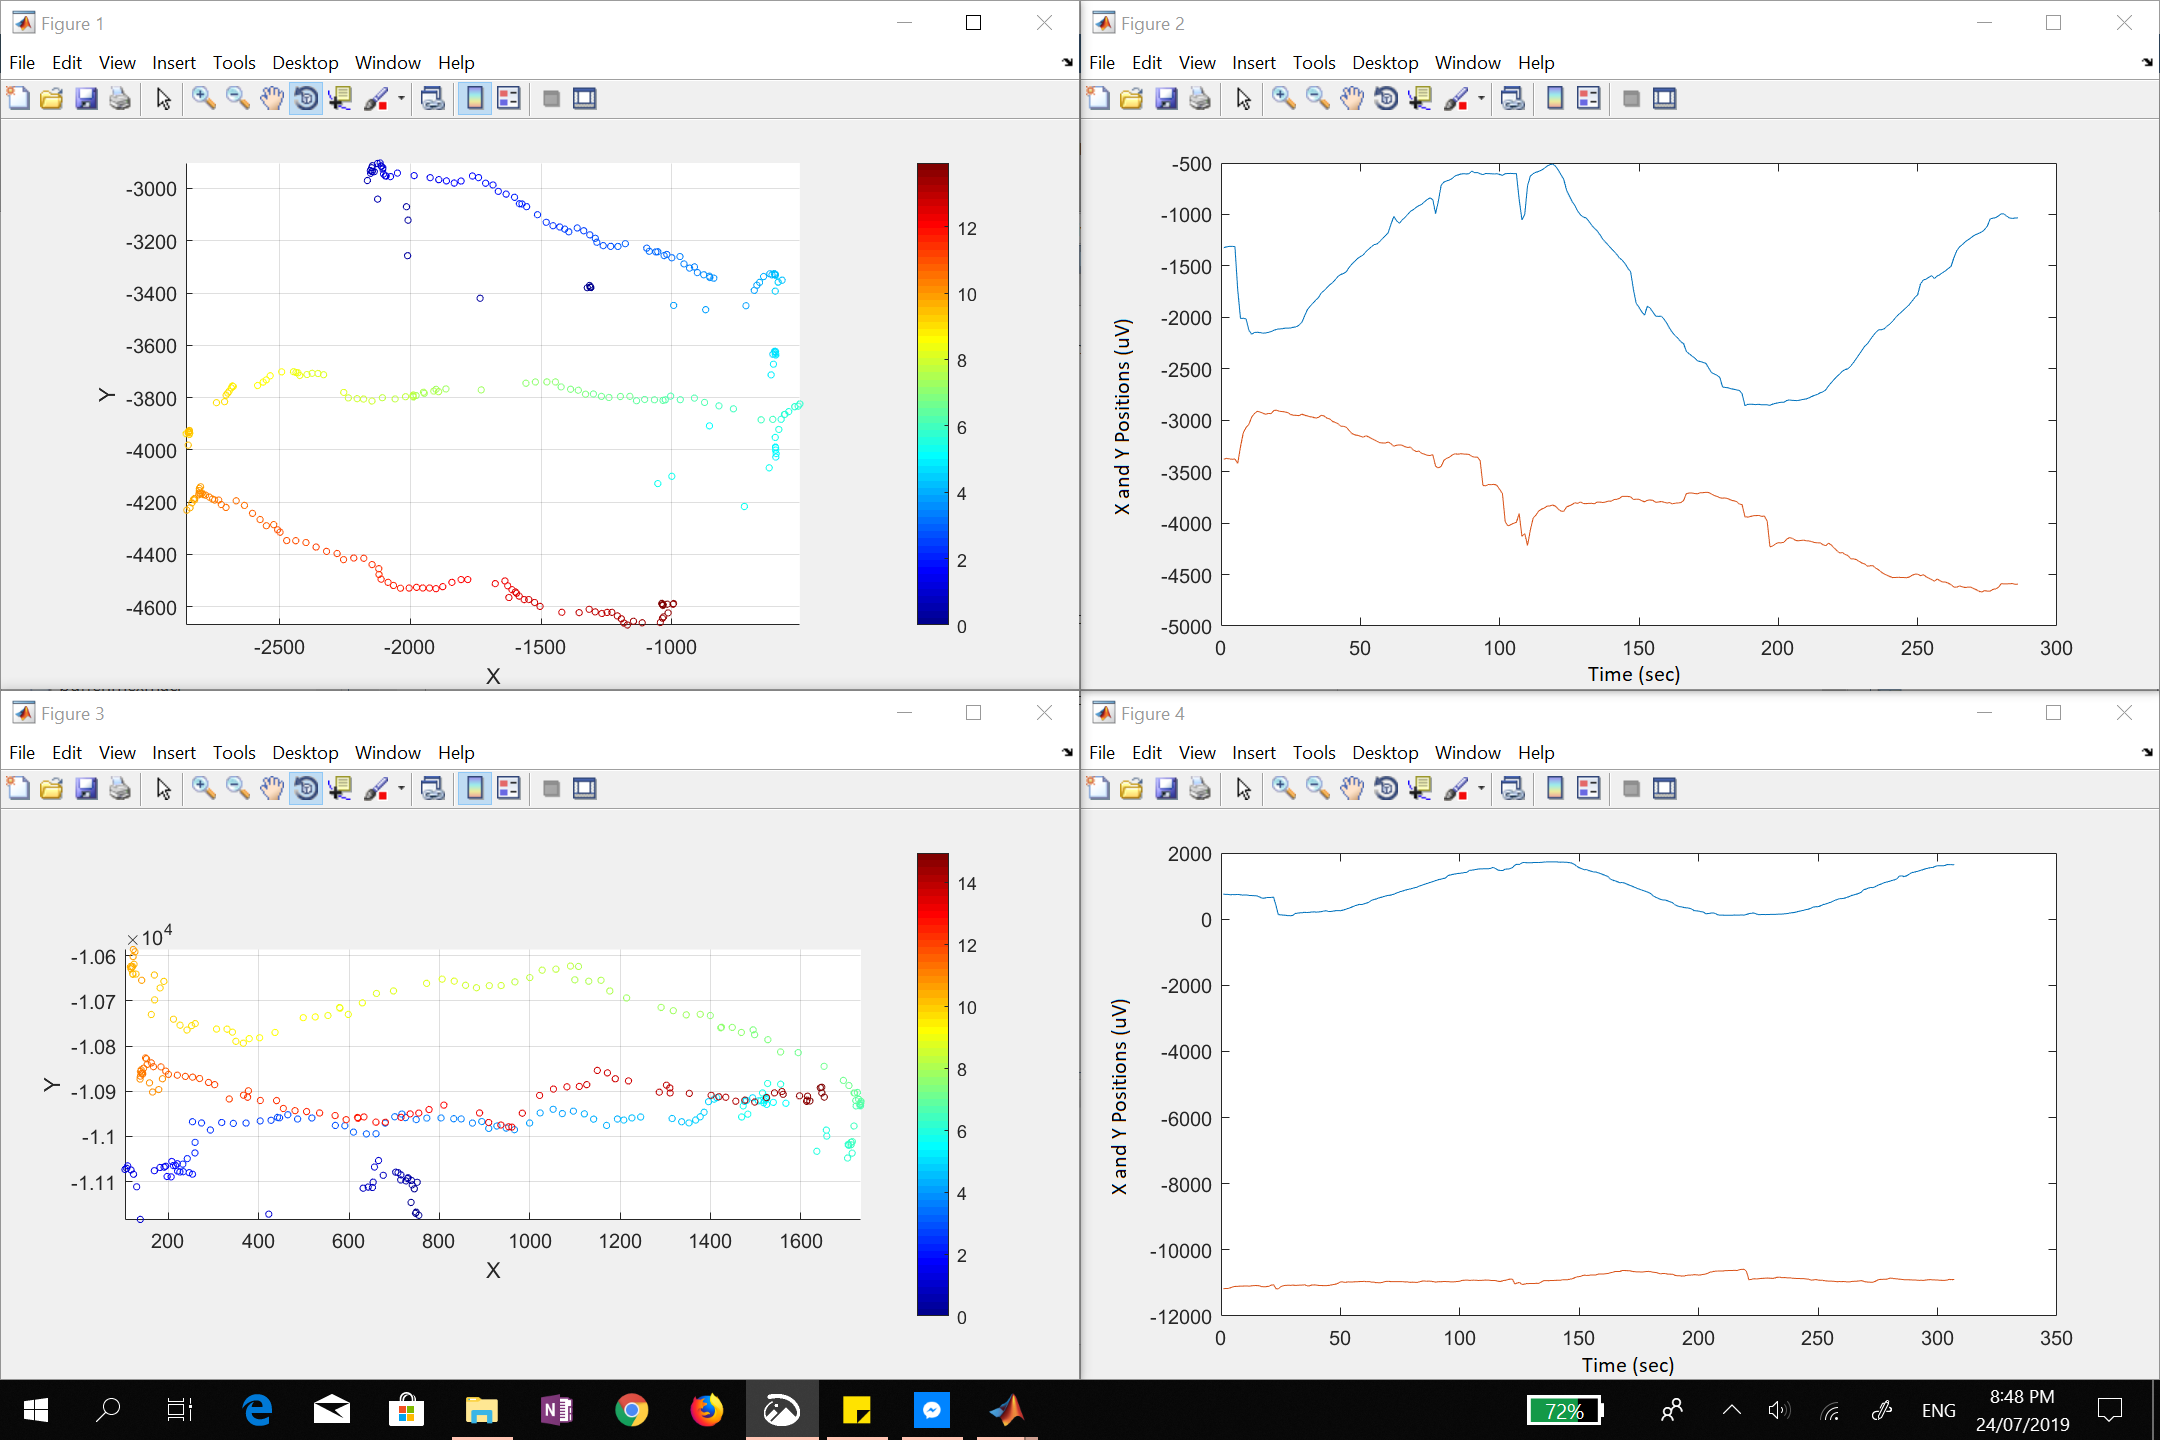 Figure 1
File Edit View Insert Tools Desktop Window Help
-3000
-3200
-3400
-3600
-3800
-4000
-4200
-4400
-4600
Y
-2500 -2000 -1500 -1000
X
12
10
8
6
4
2
0
Figure 2
File Edit View Insert Tools Desktop Window Help
-500
-1000
-1500
-2000
-2500
-3000
-3500
-4000
-4500
-5000
X and Y Positions (uV)
0 50 100 150 200 250 300
Time (sec)
Figure 3
File Edit View Insert Tools Desktop Window Help
×10⁴
-1.06
-1.07
-1.08
-1.09
-1.1
-1.11
Y
200 400 600 800 1000 1200 1400 1600
X
14
12
10
8
6
4
2
0
Figure 4
File Edit View Insert Tools Desktop Window Help
2000
0
-2000
-4000
-6000
-8000
-10000
-12000
X and Y Positions (uV)
0 50 100 150 200 250 300 350
Time (sec)
N
72%
ENG
8:48 PM
24/07/2019